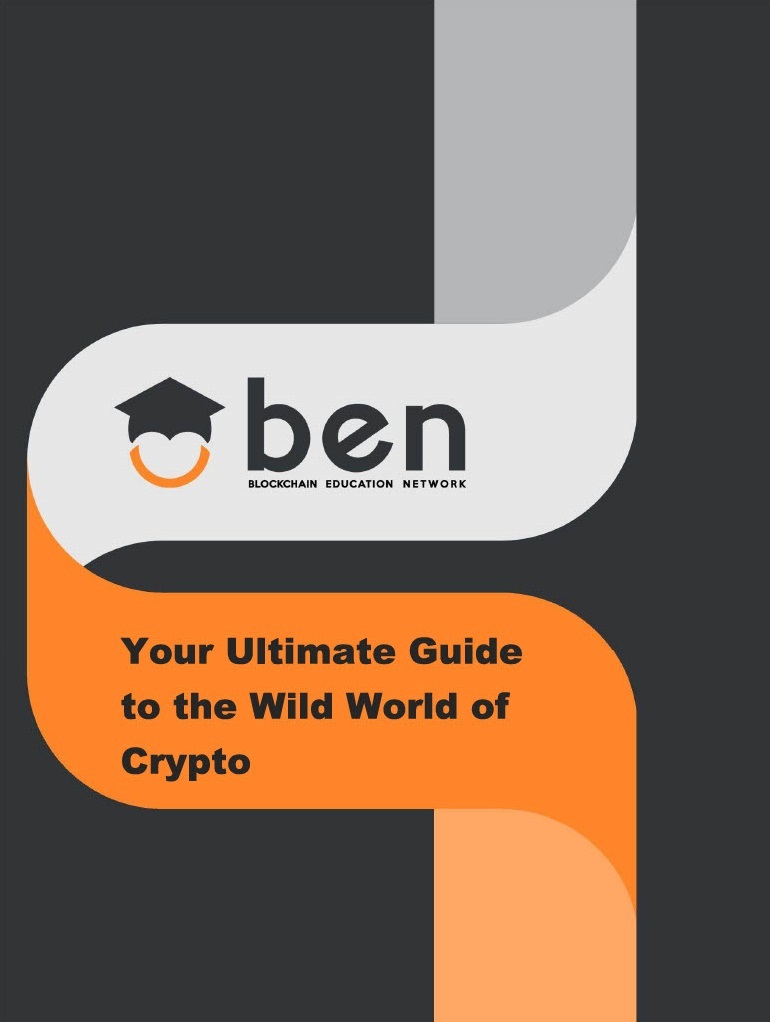 ben
BLOCKCHAIN EDUCATION NETWORK
Your Ultimate Guide
to the Wild World of
Crypto